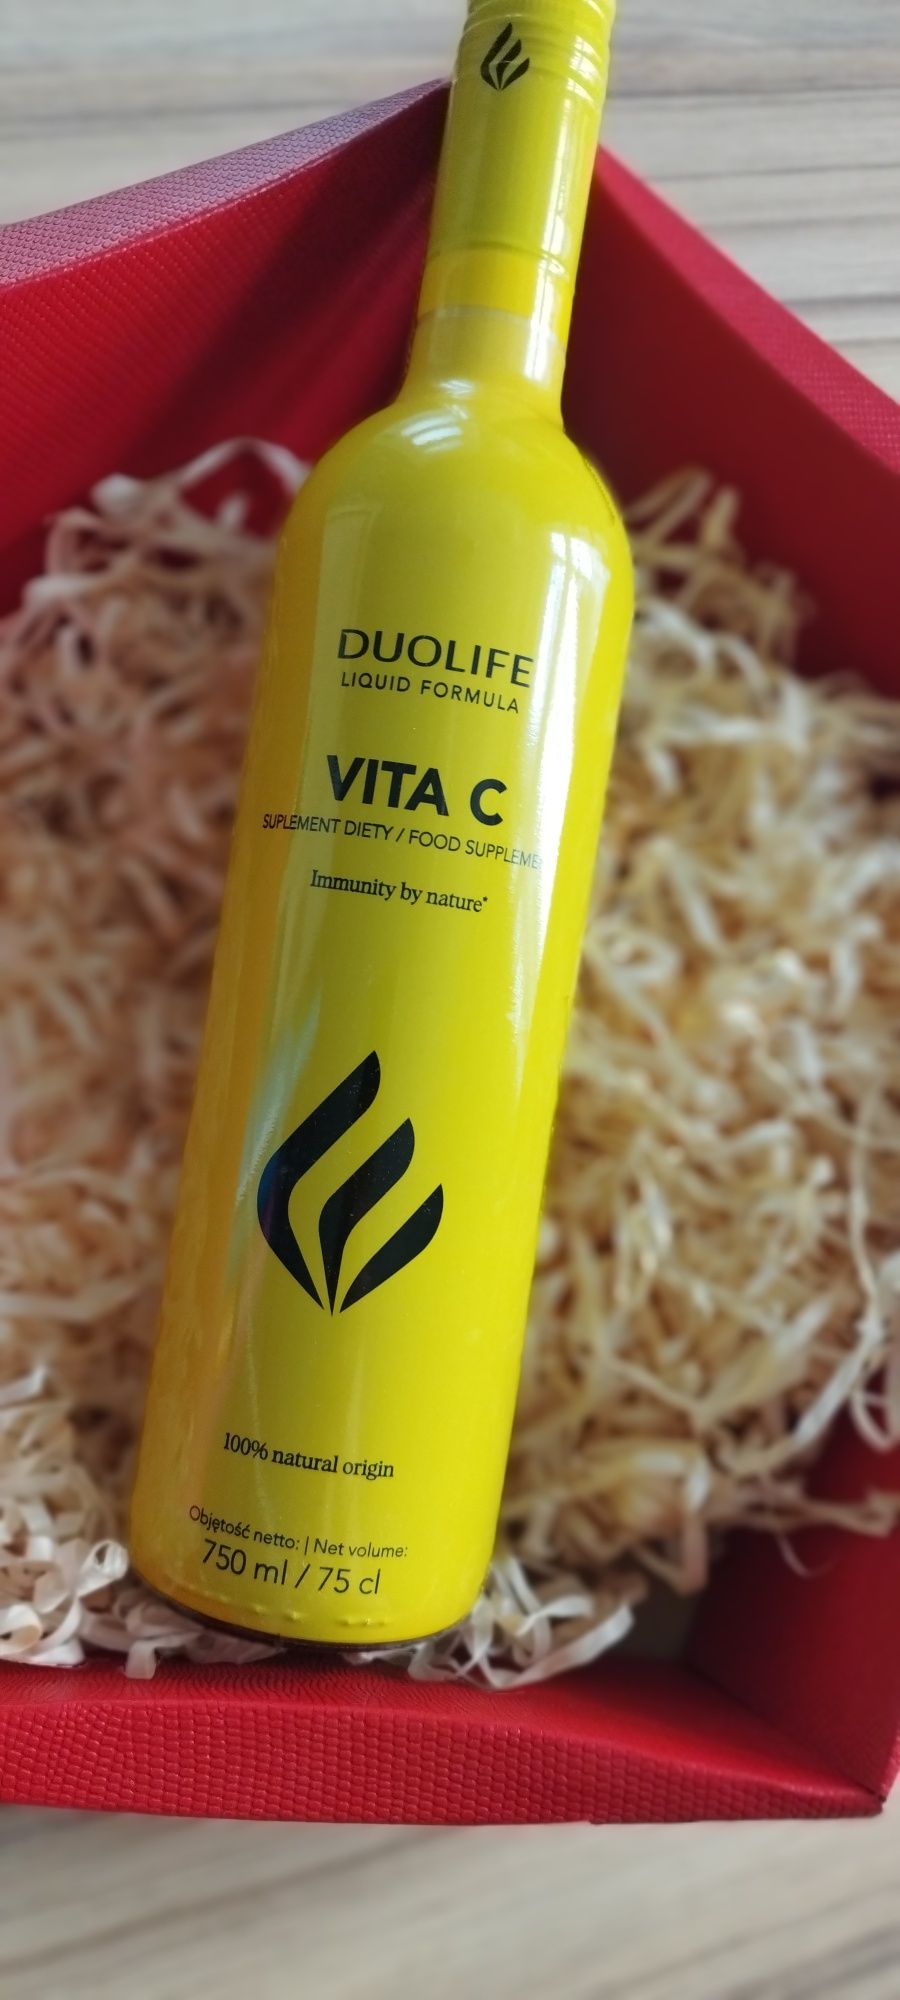 DUOLIFE
LIQUID FORMULA
VITA C
SUPLEMENT DIETY / FOOD SUPPLEME
Immunity by nature*
100% natural origin
Objętość netto: | Net volume:
750 ml / 75 cl